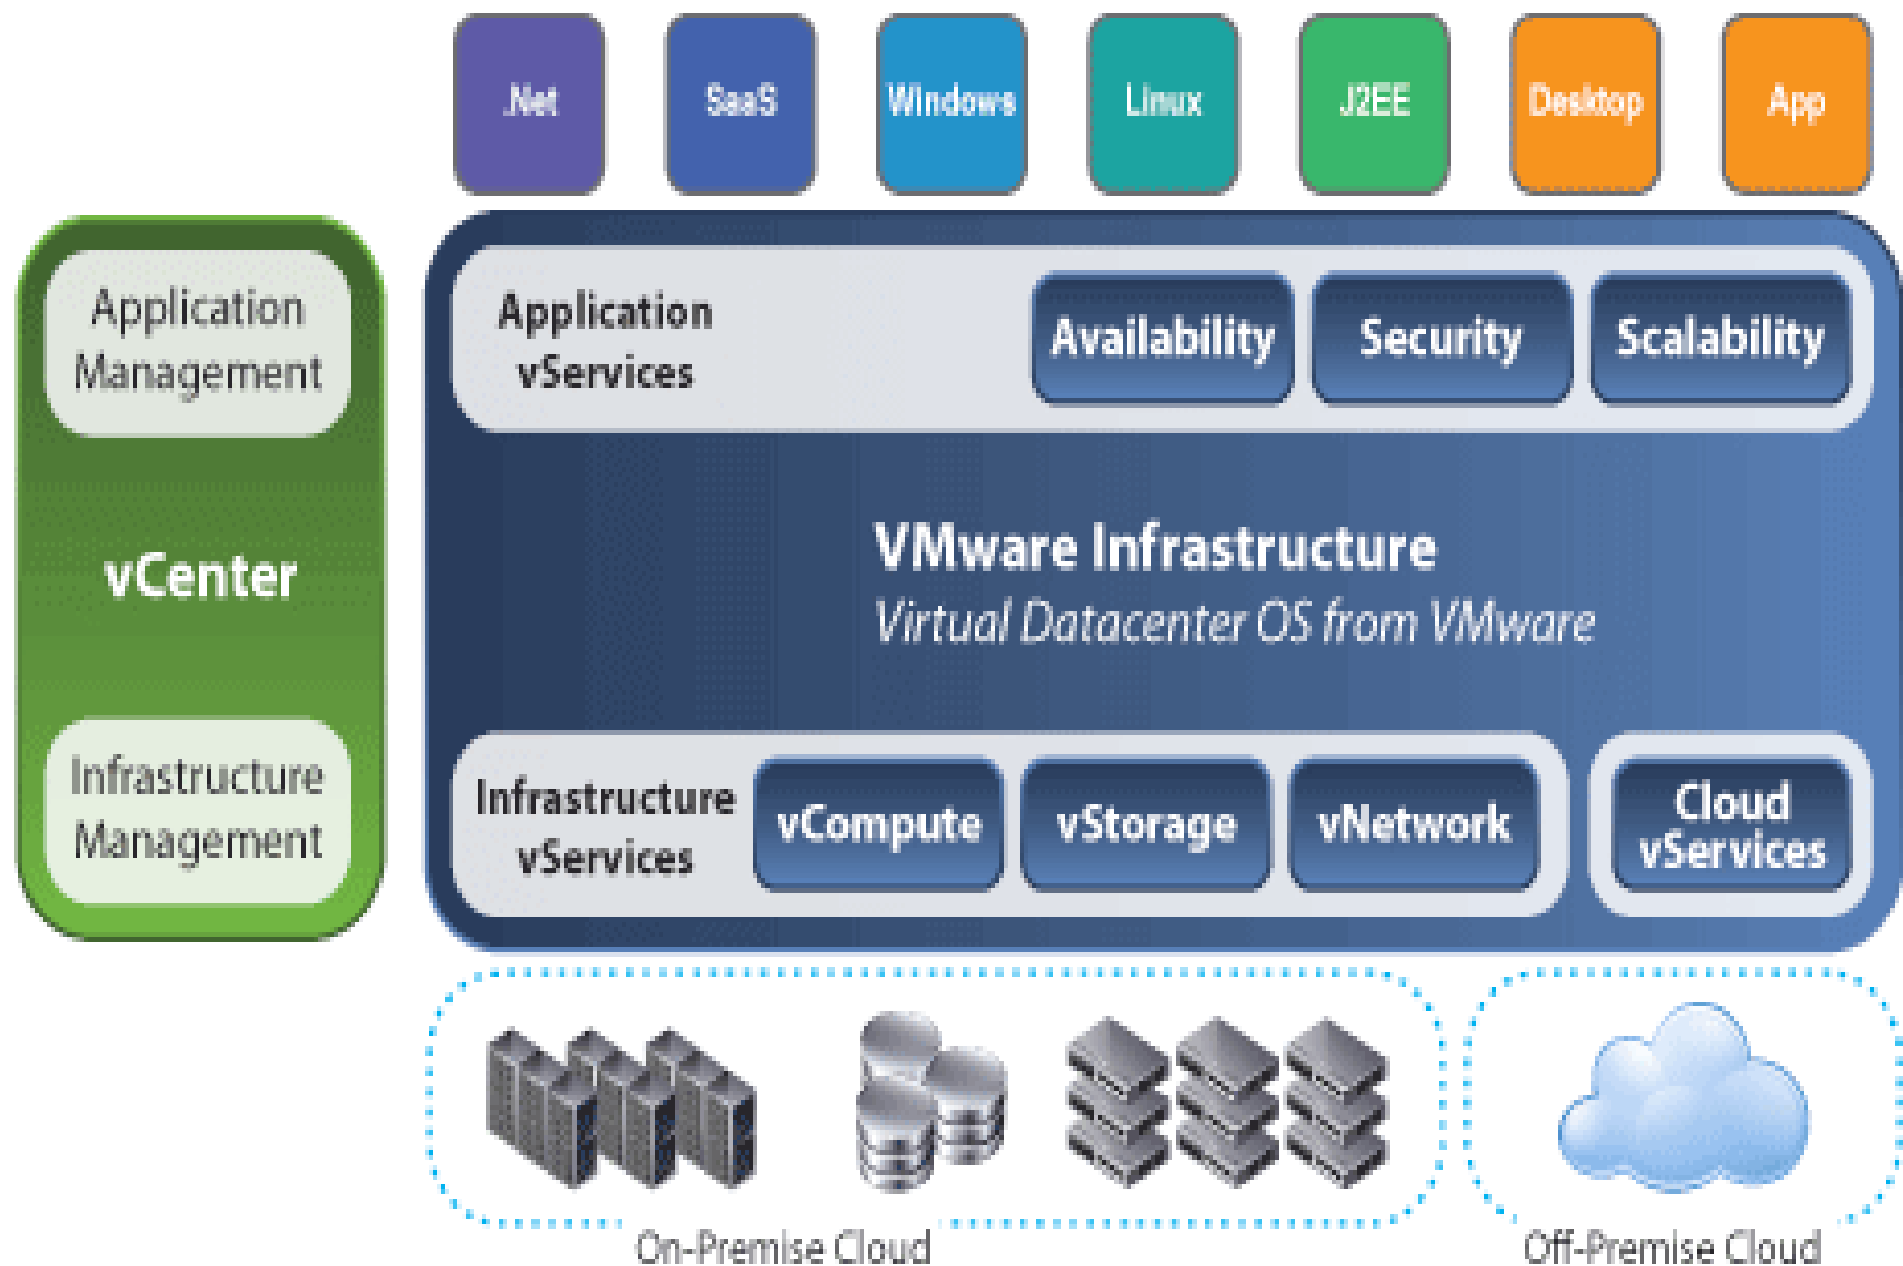 .Net
SaaS
Windows
Linux
J2EE
Desktop
App
Application
Management
vCenter
Infrastructure
Management
Application
vServices
Availability
Security
Scalability
VMware Infrastructure
Virtual Datacenter OS from VMware
Infrastructure
vServices
vCompute
vStorage
vNetwork
Cloud
vServices
On-Premise Cloud
Off-Premise Cloud